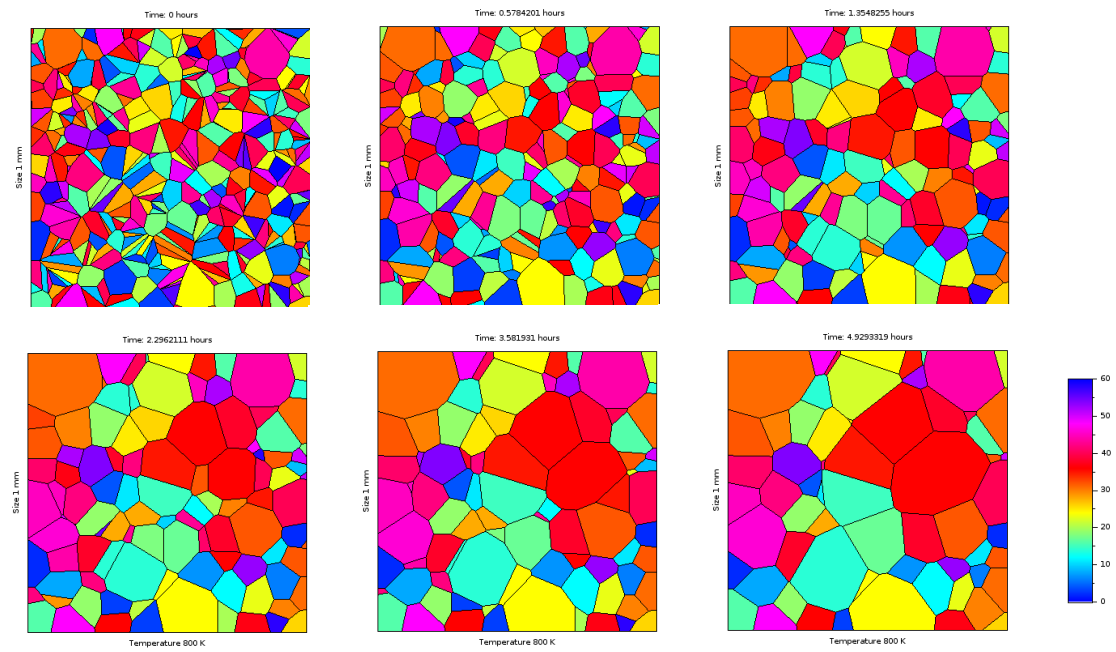 Time: 0 hours
Time: 0.5784201 hours
Time: 1.3548255 hours
Size 1 mm
Size 1 mm
Size 1 mm
Time: 2.2962111 hours
Time: 3.581931 hours
Time: 4.9293319 hours
Size 1 mm
Size 1 mm
Size 1 mm
60
50
40
30
20
10
0
Temperature 800 K
Temperature 800 K
Temperature 800 K